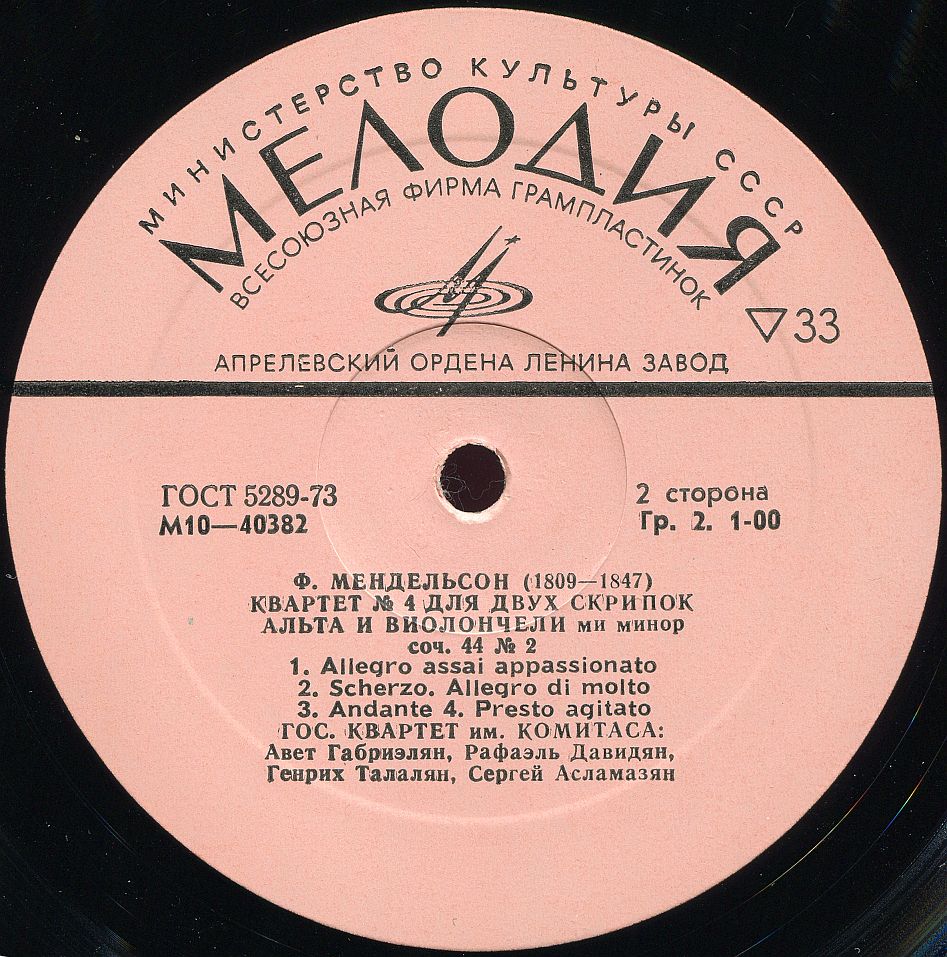 МИНИСТЕРСТВО КУЛЬТУРЫ СССР
МЕЛОДИЯ
ВСЕСОЮЗНАЯ ФИРМА ГРАМПЛАСТИНОК
▽33
АПРЕЛЕВСКИЙ ОРДЕНА ЛЕНИНА ЗАВОД
ГОСТ 5289-73
М10—40382
2 сторона
Гр. 2. 1-00
Ф. МЕНДЕЛЬСОН (1809—1847)
КВАРТЕТ № 4 ДЛЯ ДВУХ СКРИПОК
АЛЬТА И ВИОЛОНЧЕЛИ ми минор
соч. 44 № 2
1. Allegro assai appassionato
2. Scherzo. Allegro di molto
3. Andante 4. Presto agitato
ГОС. КВАРТЕТ им. КОМИТАСА:
Авет Габриэлян, Рафаэль Давидян,
Генрих Талалян, Сергей Асламазян